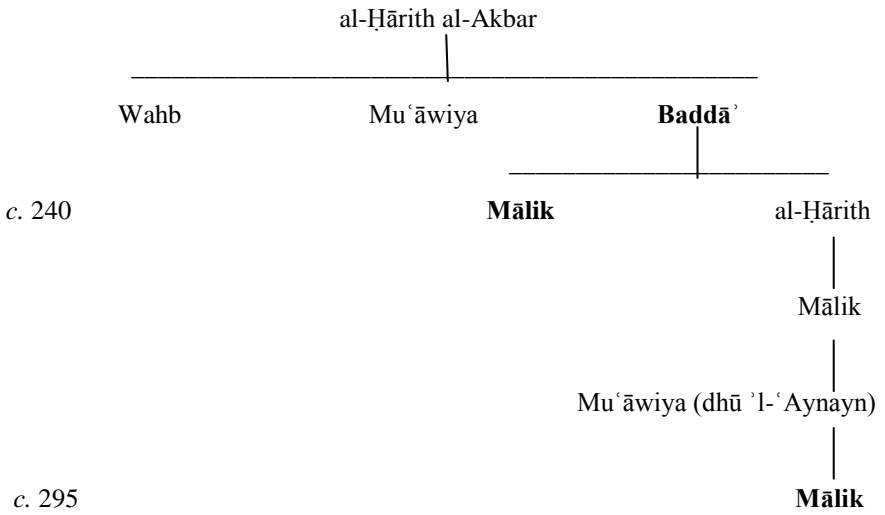 al-Ḥārith al-Akbar
Wahb Muʿāwiya Baddāʾ
c. 240 Mālik al-Ḥārith
Mālik
Muʿāwiya (dhū ʾl-ʿAynayn)
c. 295 Mālik